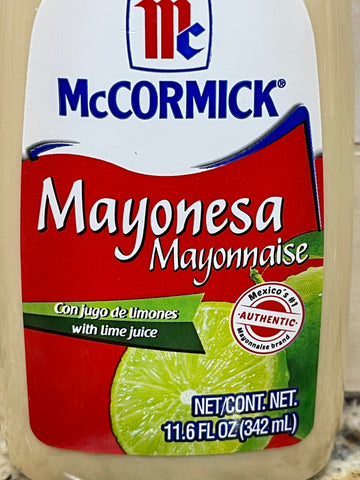 Mc
McCORMICK®
Mayonesa
Mayonnaise
Con jugo de limones
with lime juice
Mexico's #1
·AUTHENTIC·
Mayonnaise brand
NET/CONT. NET.
11.6 FL OZ (342 mL)